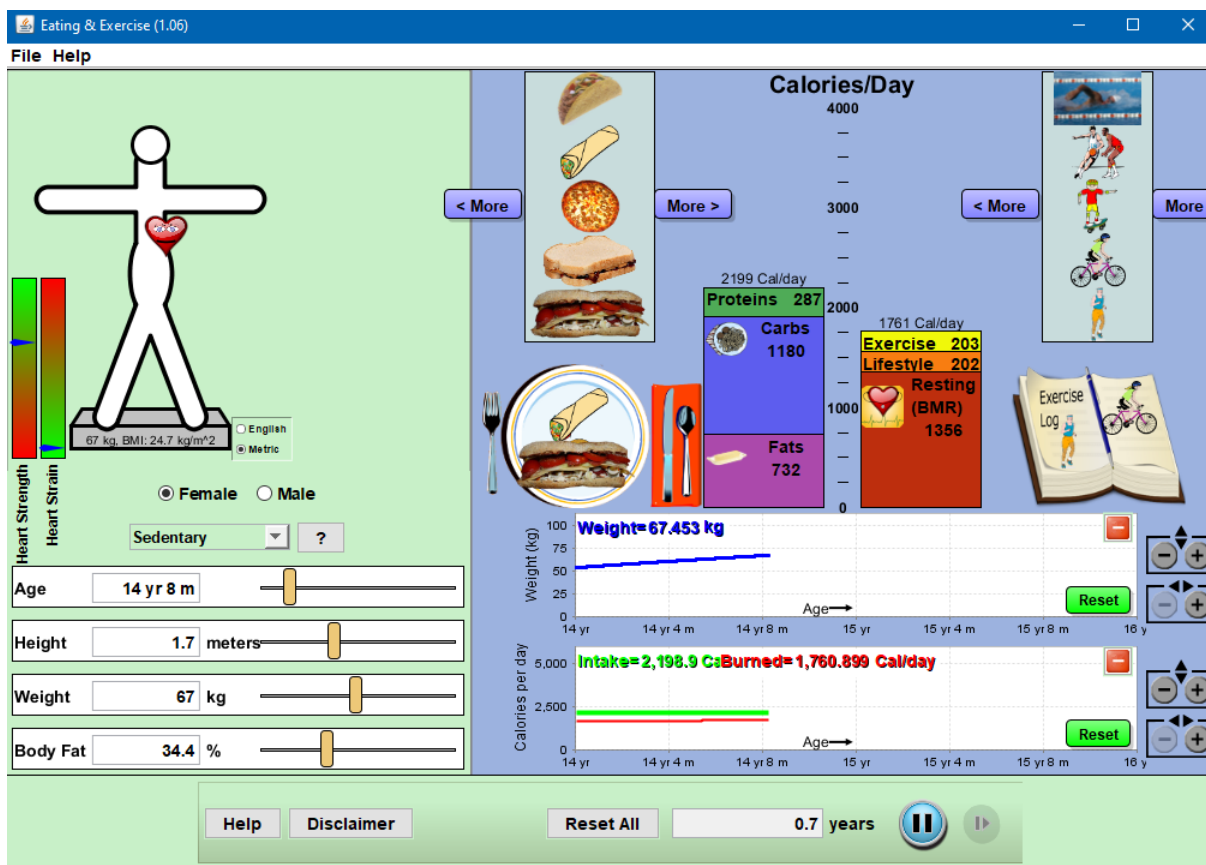 Eating & Exercise (1.06)
File Help
Calories/Day
4000
3000
2000
1000
0
< More
More >
< More
More
2199 Cal/day
Proteins 287
Carbs
1180
Fats
732
1761 Cal/day
Exercise 203
Lifestyle 202
Resting
(BMR)
1356
Exercise
Log
67 kg, BMI: 24.7 kg/m^2
English
Metric
Heart Strength
Heart Strain
Female Male
Sedentary ?
Age 14 yr 8 m
Height 1.7 meters
Weight 67 kg
Body Fat 34.4 %
Weight= 67.453 kg
Weight (kg)
100
75
50
25
0
Age
Reset
14 yr 14 yr 4 m 14 yr 8 m 15 yr 15 yr 4 m 15 yr 8 m 16 y
Intake= 2,198.9 Ca
Burned= 1,760.899 Cal/day
Calories per day
5,000
2,500
0
Age
Reset
14 yr 14 yr 4 m 14 yr 8 m 15 yr 15 yr 4 m 15 yr 8 m 16 y
Help Disclaimer Reset All 0.7 years